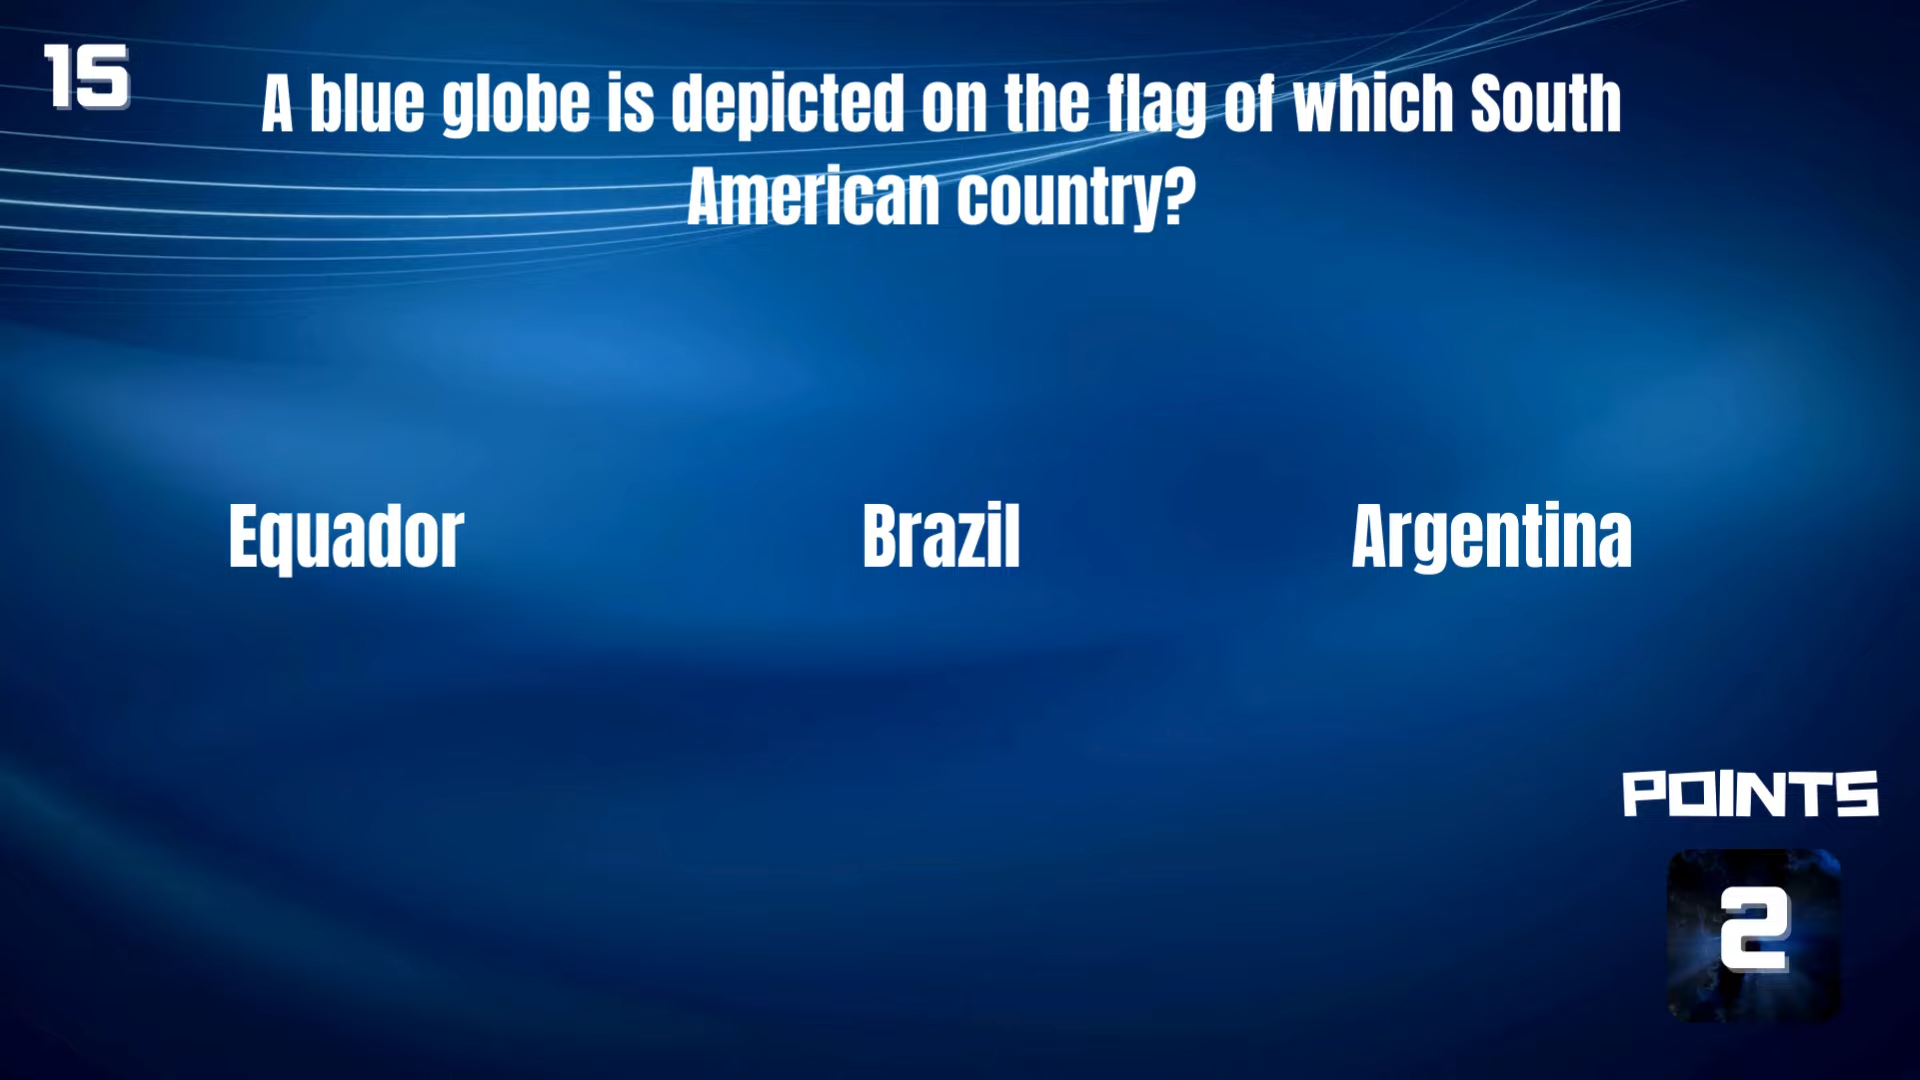 15
A blue globe is depicted on the flag of which South
American country?
Equador
Brazil
Argentina
POINTS
2